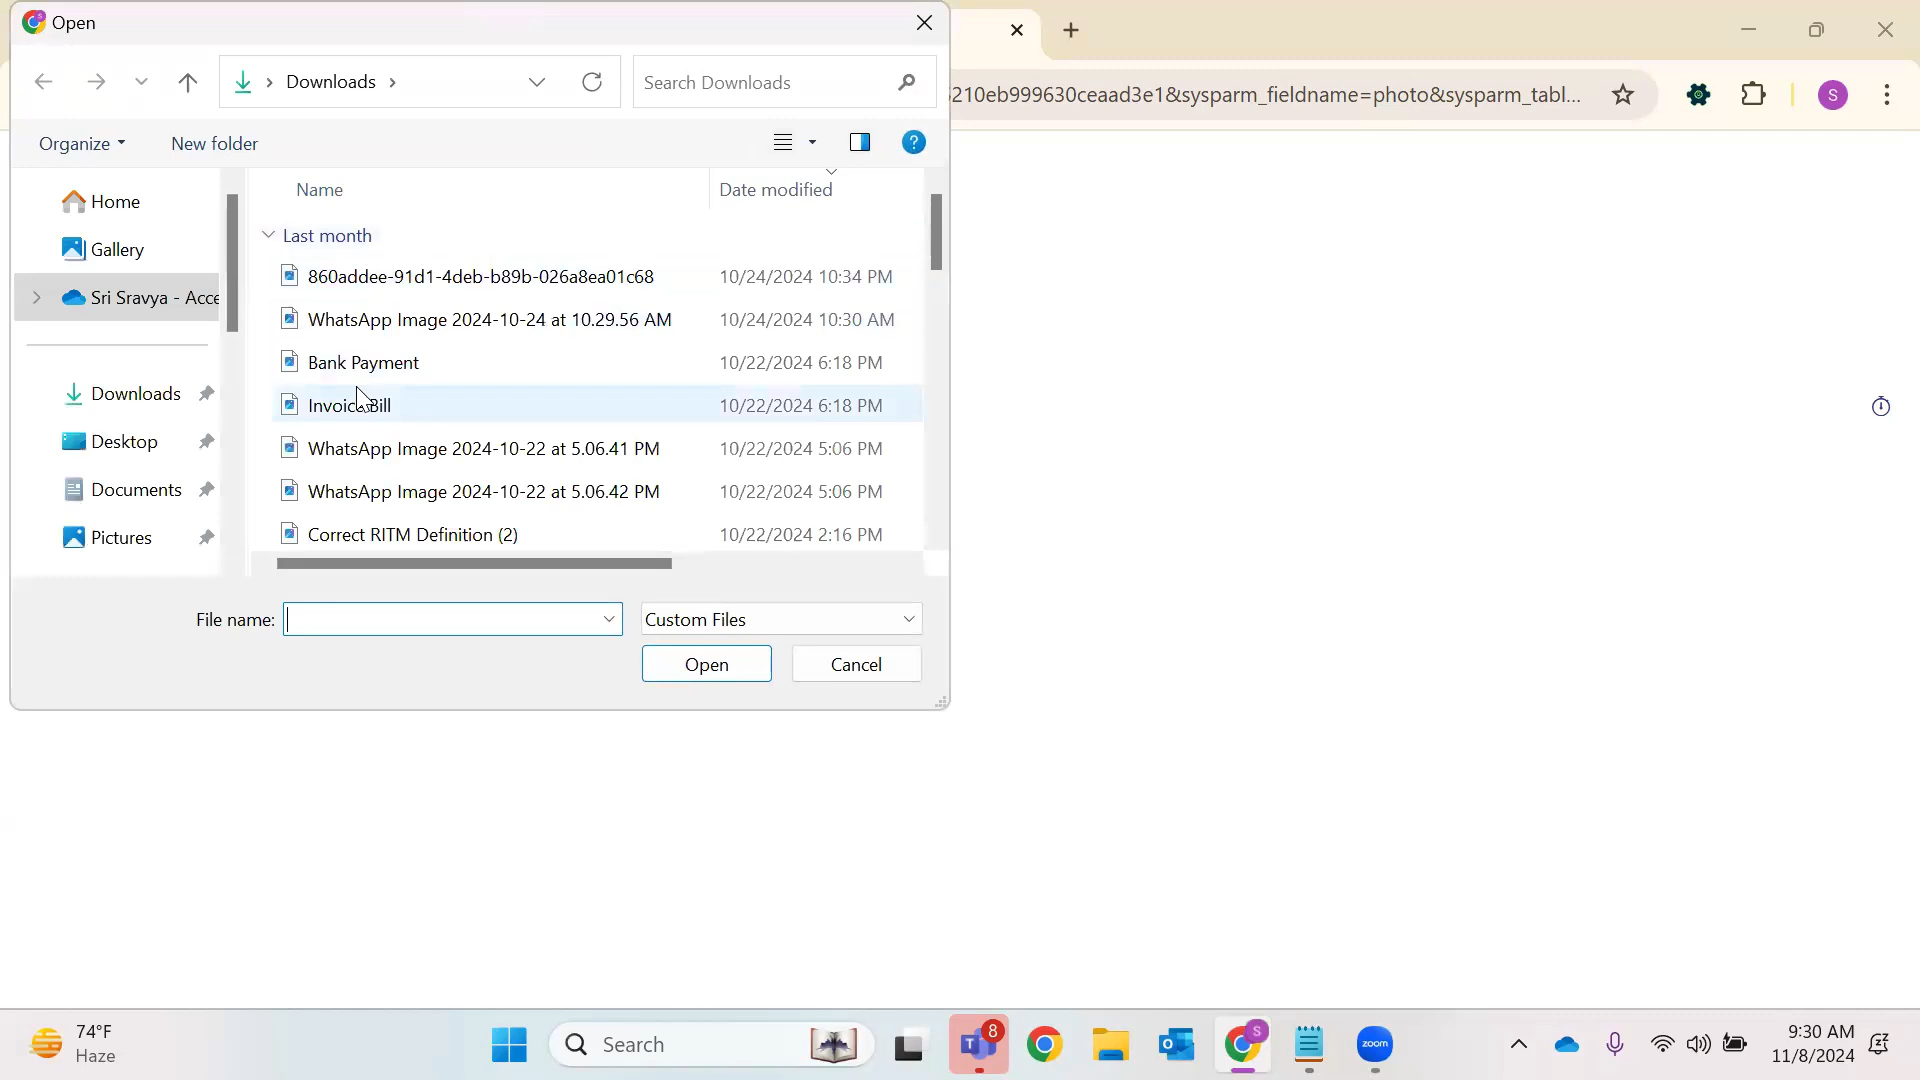 Open
210eb999630ceaad3e1&sysparm_fieldname=photo&sysparm_tabl...
S
Downloads
Search Downloads
Organize
New folder
?
Home
Gallery
Sri Sravya - Acce
Downloads
Desktop
Documents
Pictures
Name Date modified
Last month
860addee-91d1-4deb-b89b-026a8ea01c68 10/24/2024 10:34 PM
WhatsApp Image 2024-10-24 at 10.29.56 AM 10/24/2024 10:30 AM
Bank Payment 10/22/2024 6:18 PM
Invoice Bill 10/22/2024 6:18 PM
WhatsApp Image 2024-10-22 at 5.06.41 PM 10/22/2024 5:06 PM
WhatsApp Image 2024-10-22 at 5.06.42 PM 10/22/2024 5:06 PM
Correct RITM Definition (2) 10/22/2024 2:16 PM
File name:
Custom Files
Open Cancel
74°F
Haze
Search
8
S
zoom
9:30 AM
11/8/2024